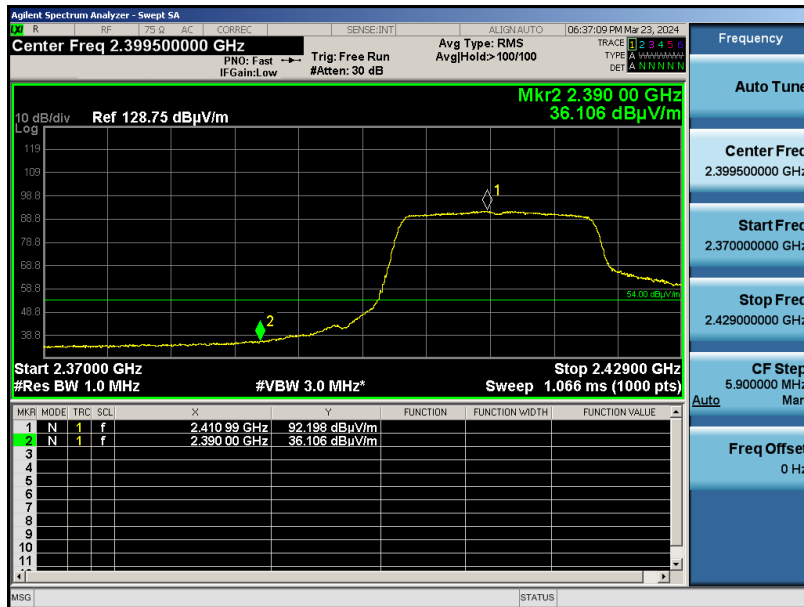 Agilent Spectrum Analyzer - Swept SA
LXI R RF 75 Ω AC CORREC SENSE:INT ALIGN AUTO 06:37:09 PM Mar 23, 2024
Center Freq 2.399500000 GHz
PNO: Fast
IFGain:Low
Trig: Free Run
#Atten: 30 dB
Avg Type: RMS
Avg|Hold:>100/100
TRACE 1 2 3 4 5 6
TYPE A
DET A N N N N N
Mkr2 2.390 00 GHz
36.106 dBµV/m
10 dB/div Ref 128.75 dBµV/m
Log
119
109
98.8
88.8
78.8
68.8
58.8
48.8
38.8
1
2
54.00 dBµV/m
Start 2.37000 GHz Stop 2.42900 GHz
#Res BW 1.0 MHz #VBW 3.0 MHz* Sweep 1.066 ms (1000 pts)
MKR MODE TRC SCL X Y FUNCTION FUNCTION WIDTH FUNCTION VALUE
1 N 1 f 2.410 99 GHz 92.198 dBµV/m
2 N 1 f 2.390 00 GHz 36.106 dBµV/m
3
4
5
6
7
8
9
10
11
MSG STATUS
Frequency
Auto Tune
Center Freq
2.399500000 GHz
Start Freq
2.370000000 GHz
Stop Freq
2.429000000 GHz
CF Step
5.900000 MHz
Auto Man
Freq Offset
0 Hz